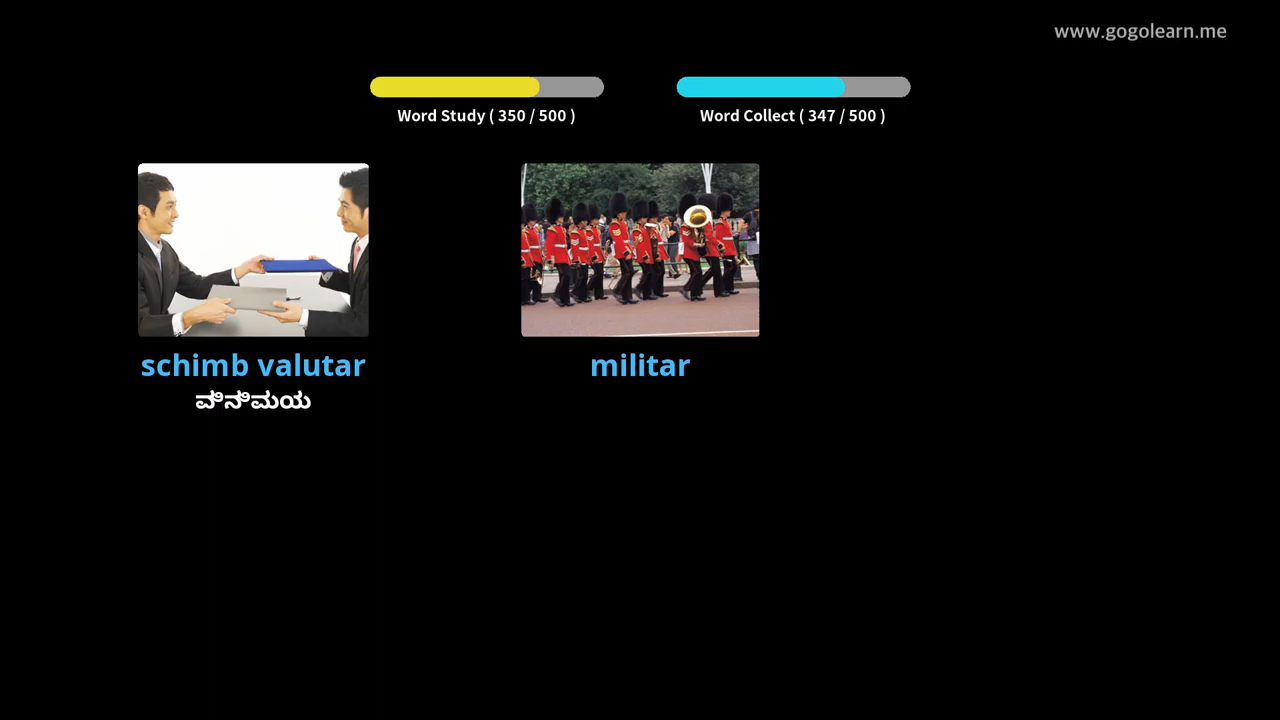 www.gogolearn.me
Word Study ( 350 / 500 )
Word Collect ( 347 / 500 )
schimb valutar
ವಿನಿಮಯ
militar